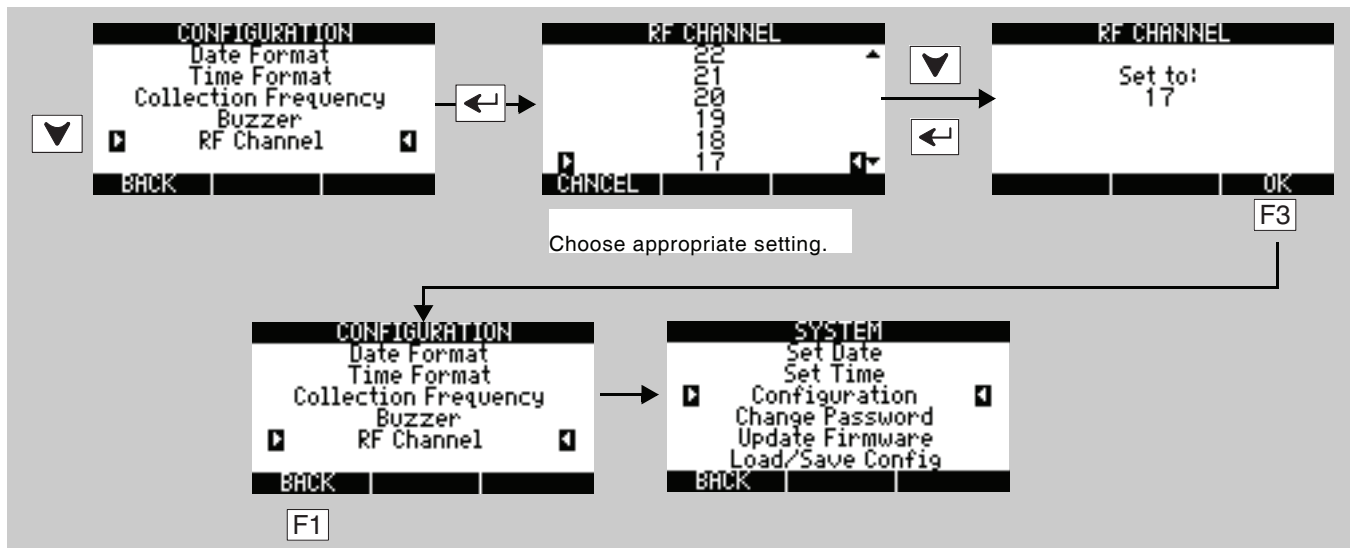 CONFIGURATION
Date Format
Time Format
Collection Frequency
Buzzer
RF Channel
BACK
RF CHANNEL
22
21
20
19
18
17
CANCEL
Choose appropriate setting.
RF CHANNEL
Set to:
17
OK
F3
CONFIGURATION
Date Format
Time Format
Collection Frequency
Buzzer
RF Channel
BACK
F1
SYSTEM
Set Date
Set Time
Configuration
Change Password
Update Firmware
Load/Save Config
BACK